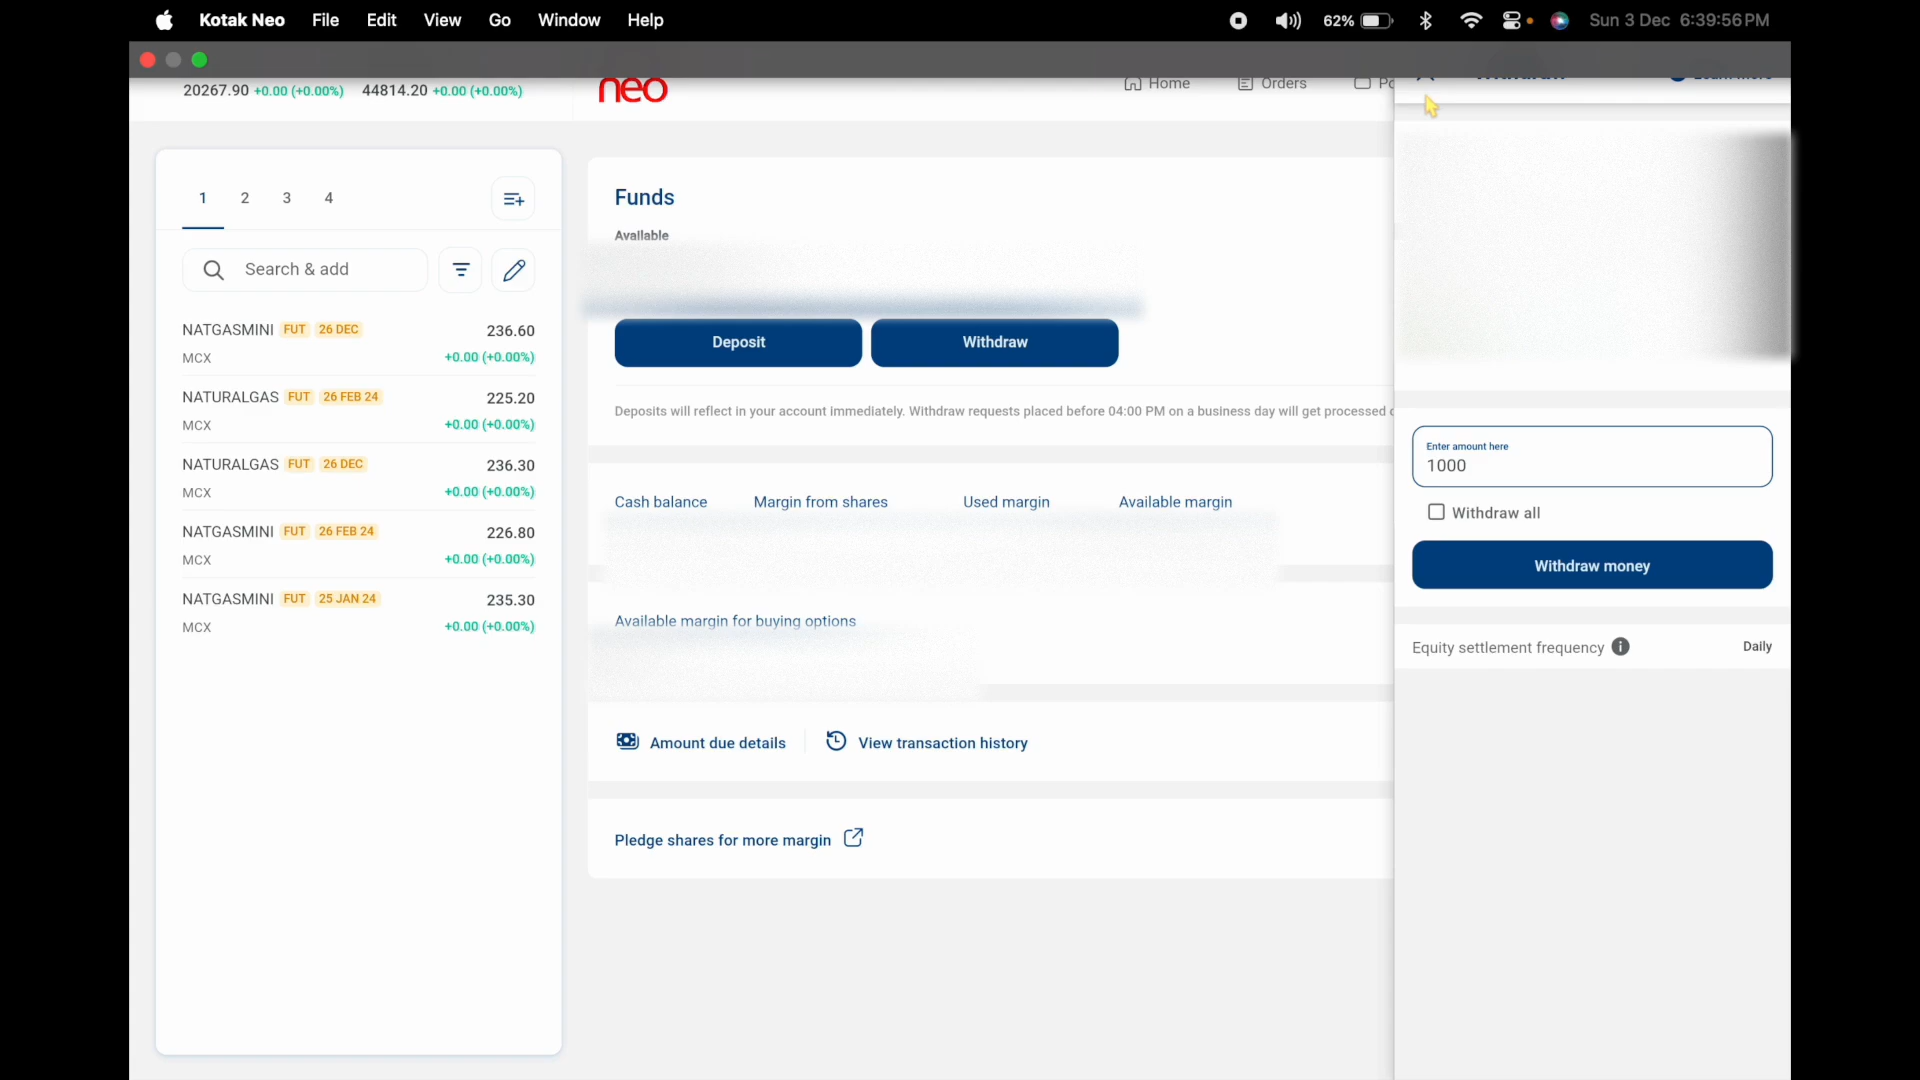 Kotak Neo File Edit View Go Window Help 62% Sun 3 Dec 6:39:56 PM
20267.90 +0.00 (+0.00%) 44814.20 +0.00 (+0.00%)
neo
Home Orders
1 2 3 4
Search & add
NATGASMINI FUT 26 DEC 236.60
MCX +0.00 (+0.00%)
NATURALGAS FUT 26 FEB 24 225.20
MCX +0.00 (+0.00%)
NATURALGAS FUT 26 DEC 236.30
MCX +0.00 (+0.00%)
NATGASMINI FUT 26 FEB 24 226.80
MCX +0.00 (+0.00%)
NATGASMINI FUT 25 JAN 24 235.30
MCX +0.00 (+0.00%)
Funds
Available
Deposit Withdraw
Deposits will reflect in your account immediately. Withdraw requests placed before 04:00 PM on a business day will get processed
Cash balance Margin from shares Used margin Available margin
Available margin for buying options
Amount due details View transaction history
Pledge shares for more margin
Enter amount here
1000
Withdraw all
Withdraw money
Equity settlement frequency Daily